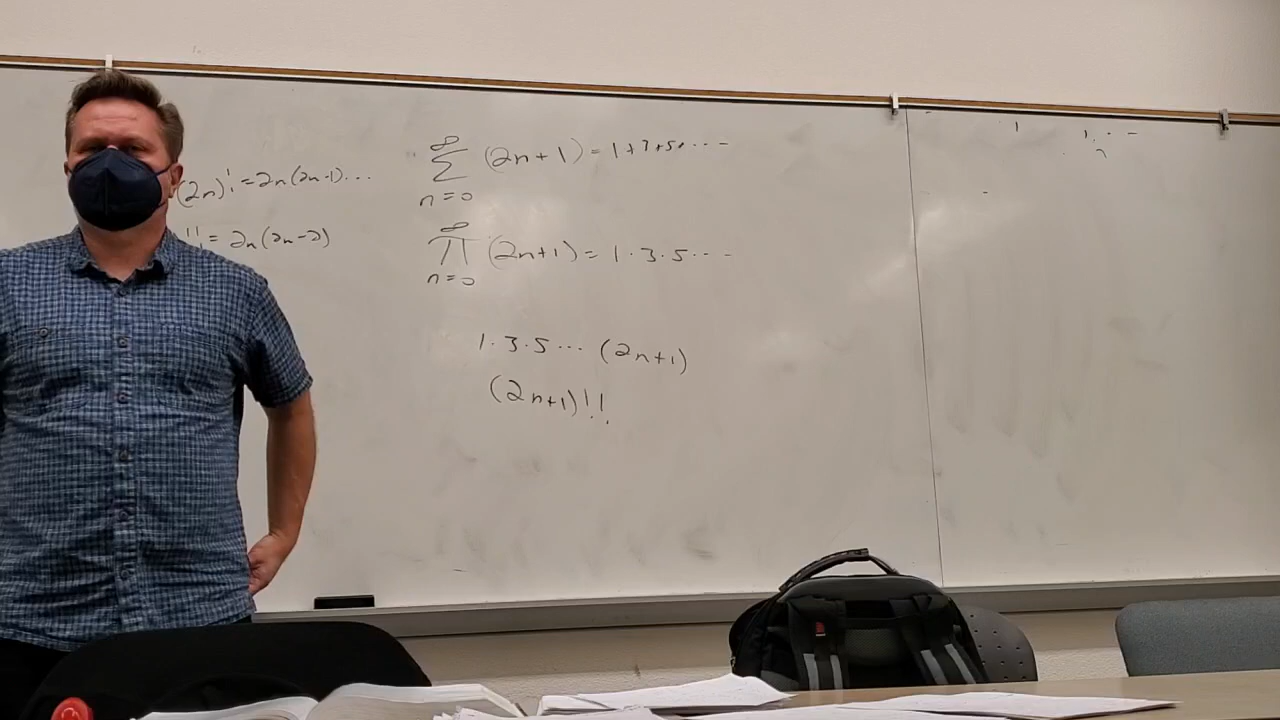 (2n)! = 2n(2n-1)...
!! = 2n(2n-2)
∞
∑ (2n+1) = 1+3+5+...
n=0
∞
∏ (2n+1) = 1·3·5...
n=0
1·3·5... (2n+1)
(2n+1)!!